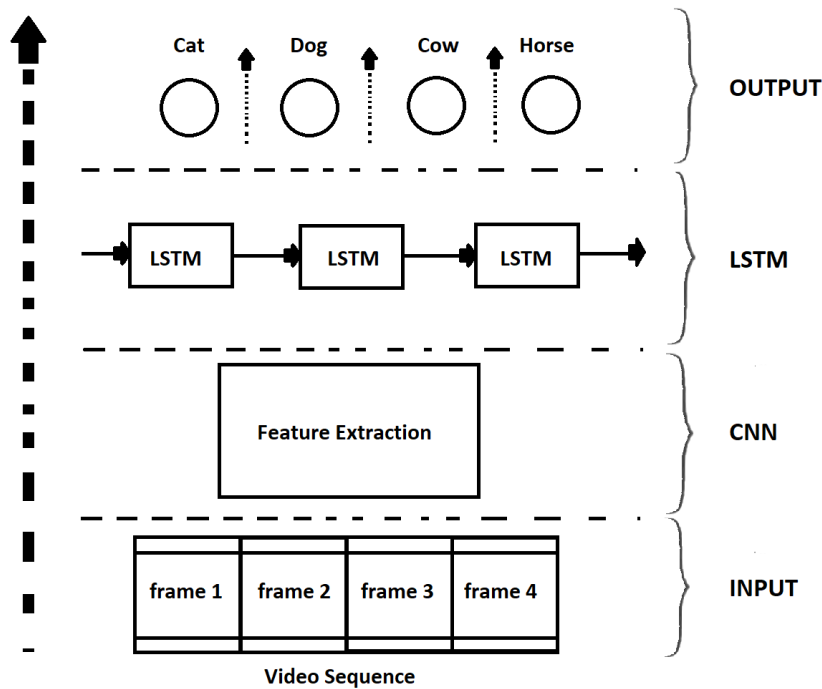 Cat Dog Cow Horse
OUTPUT
LSTM LSTM LSTM
LSTM
Feature Extraction
CNN
frame 1 frame 2 frame 3 frame 4
INPUT
Video Sequence